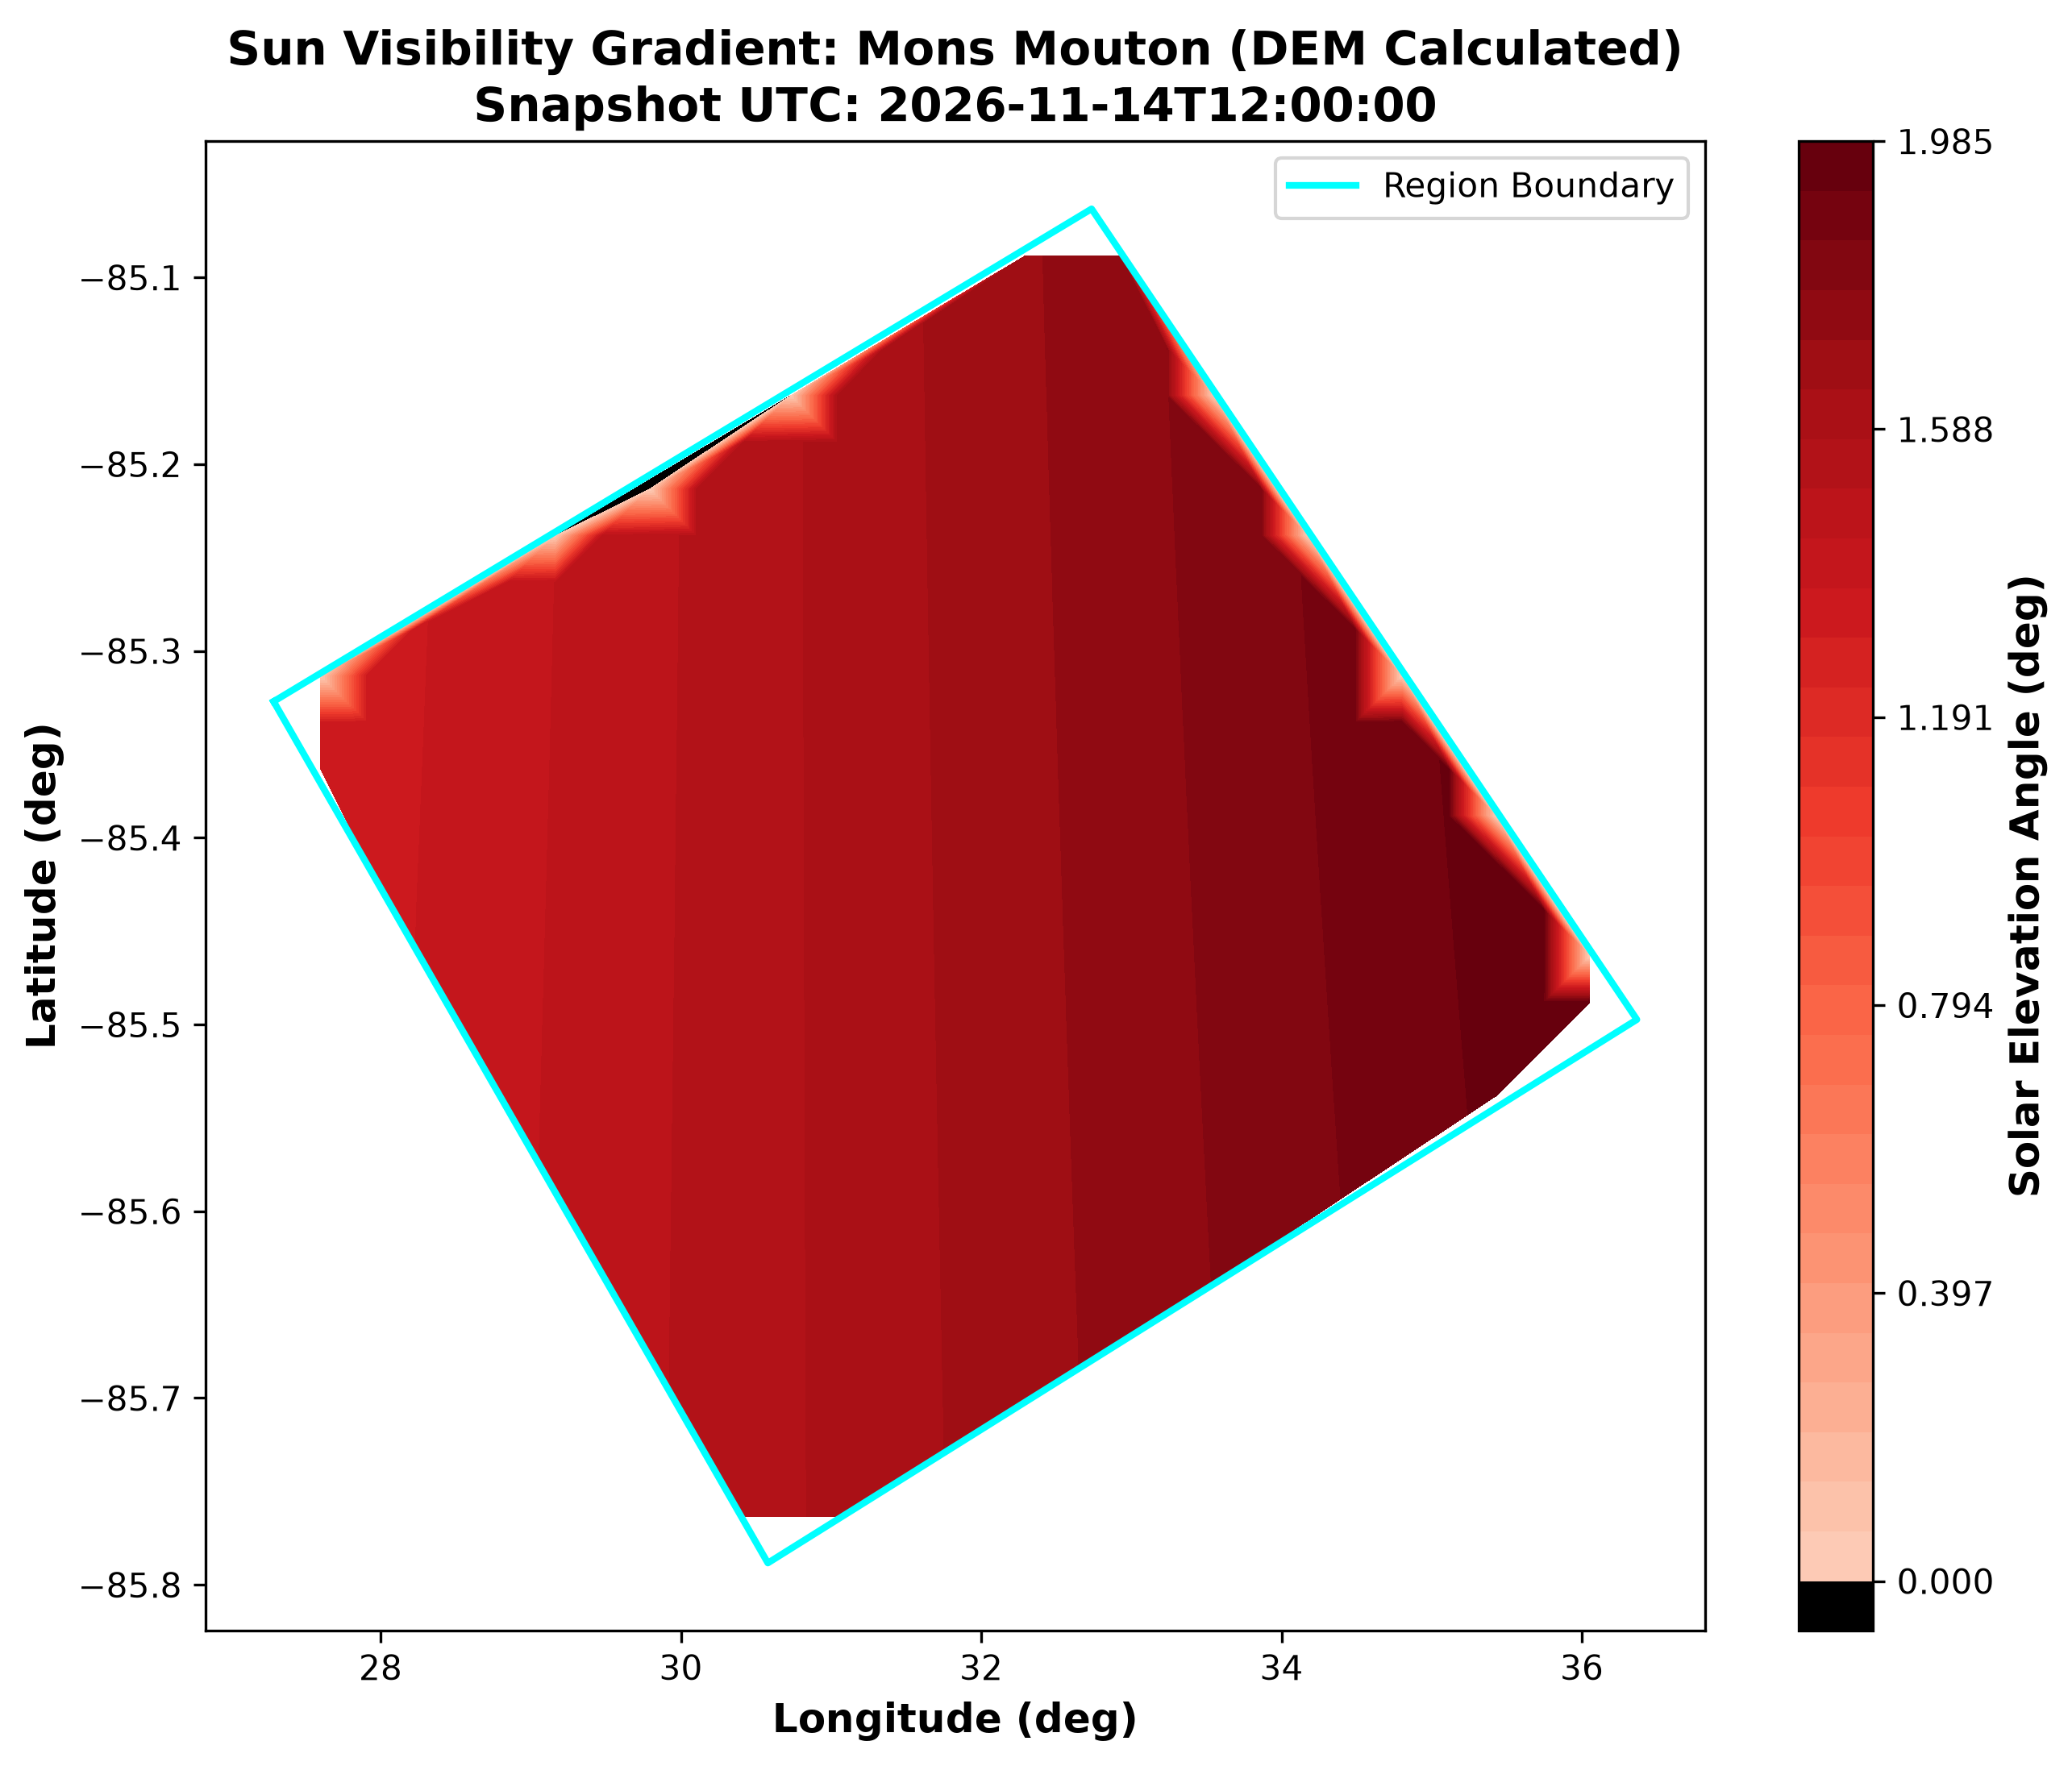 Sun Visibility Gradient: Mons Mouton (DEM Calculated)
Snapshot UTC: 2026-11-14T12:00:00
Region Boundary
−85.1
−85.2
−85.3
−85.4
−85.5
−85.6
−85.7
−85.8
Latitude (deg)
28 30 32 34 36
Longitude (deg)
1.985
1.588
1.191
0.794
0.397
0.000
Solar Elevation Angle (deg)